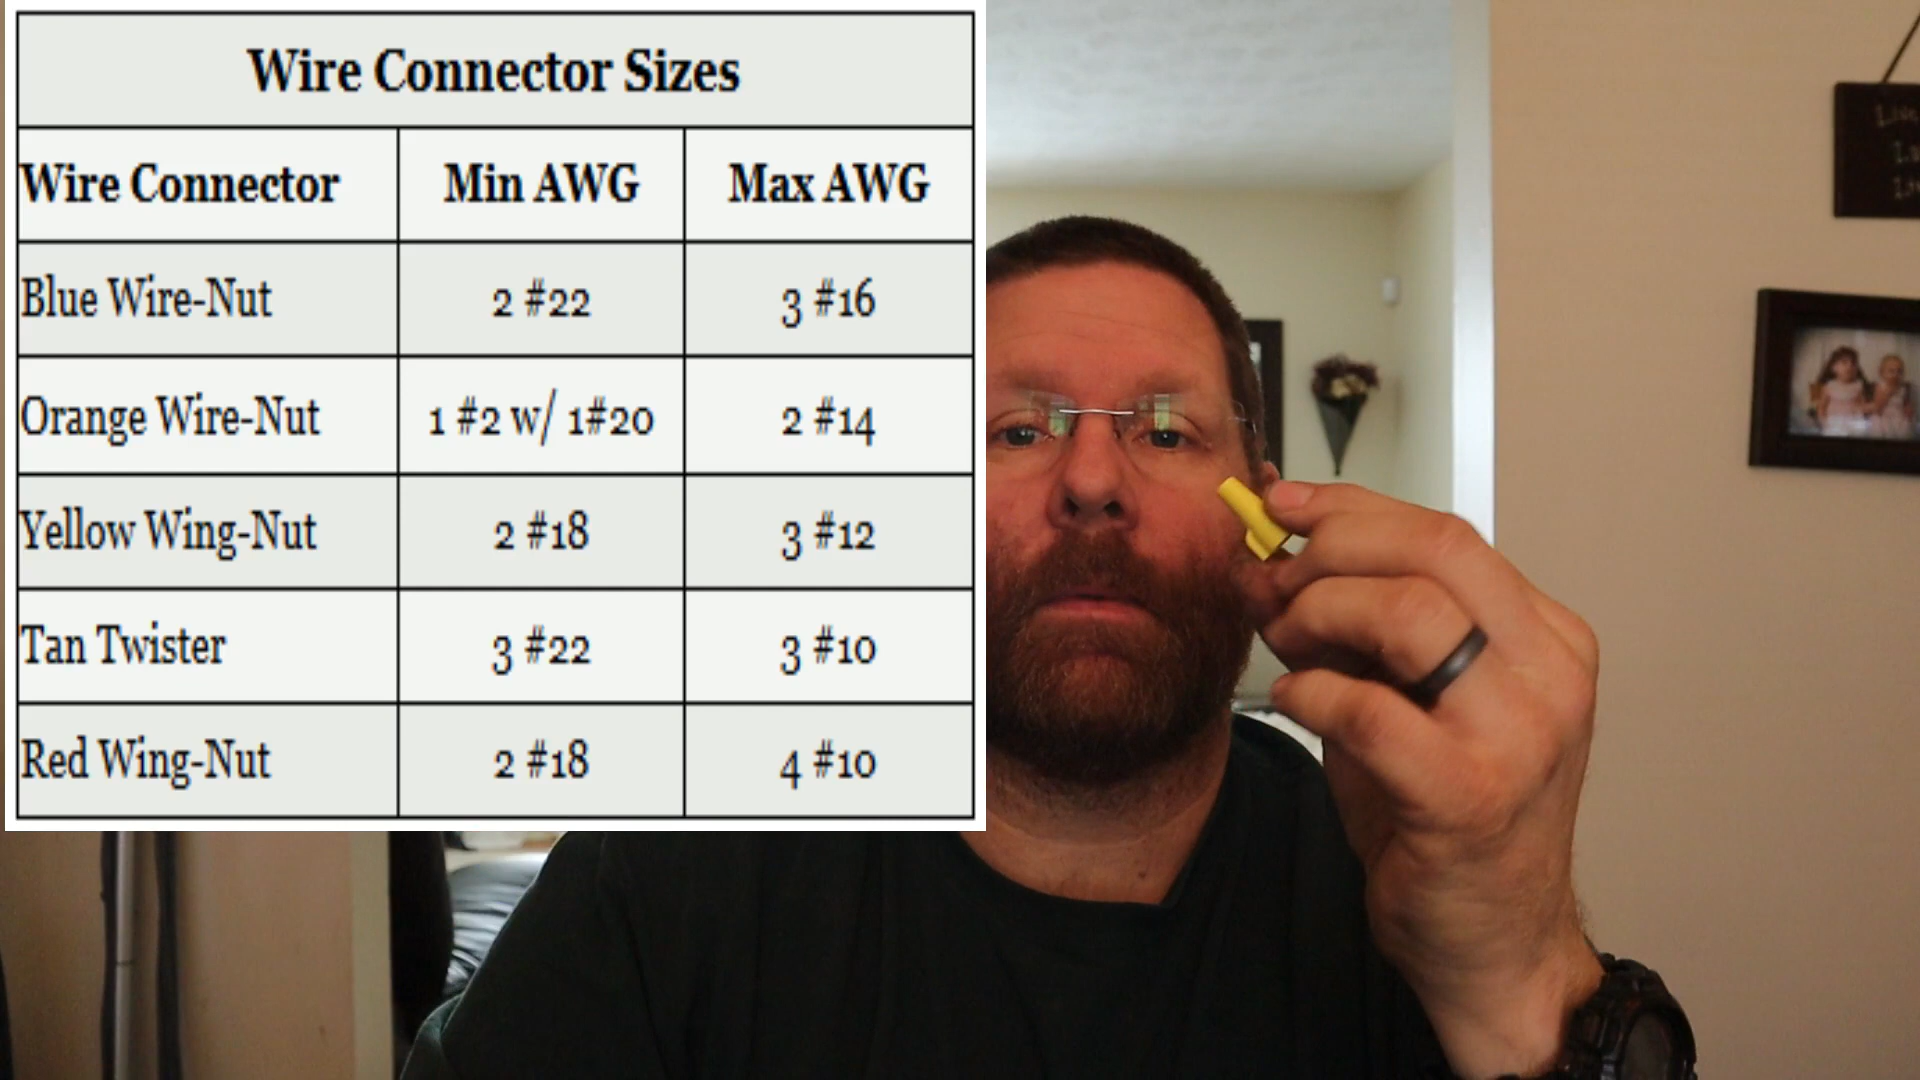 Wire Connector Sizes
Wire Connector Min AWG Max AWG
Blue Wire-Nut 2 #22 3 #16
Orange Wire-Nut 1 #2 w/ 1#20 2 #14
Yellow Wing-Nut 2 #18 3 #12
Tan Twister 3 #22 3 #10
Red Wing-Nut 2 #18 4 #10